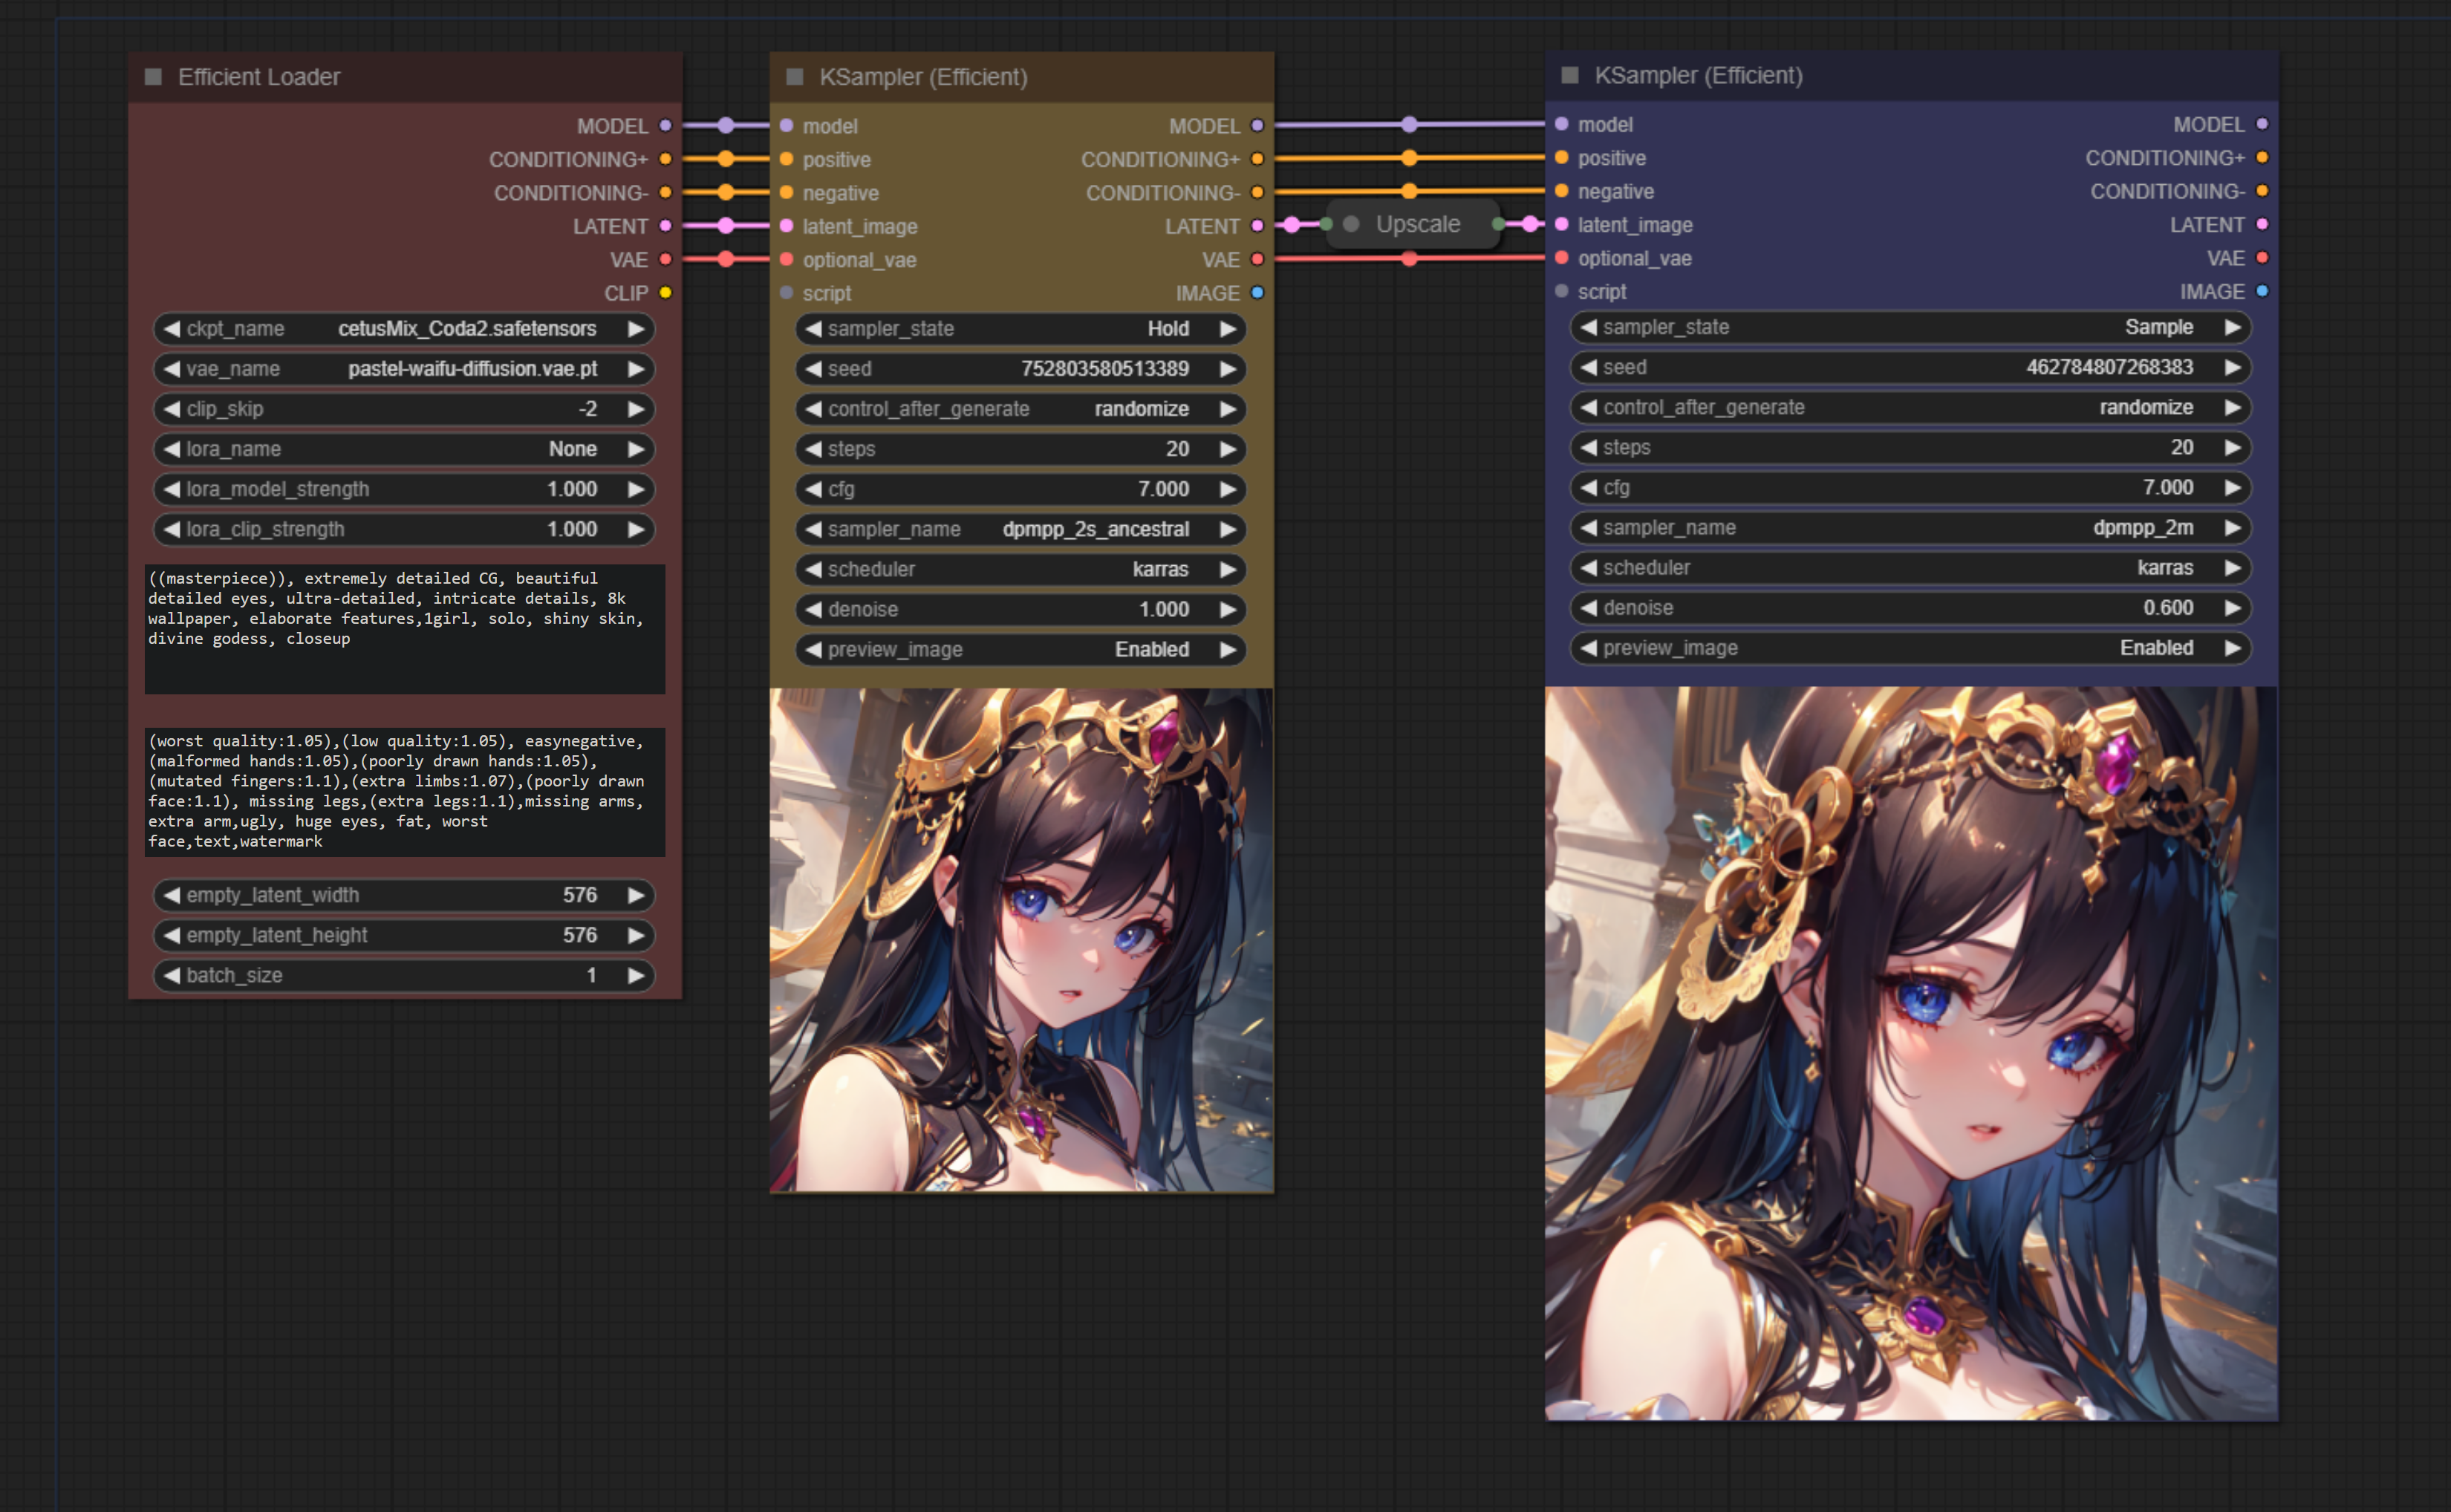 Efficient Loader
MODEL
CONDITIONING+
CONDITIONING-
LATENT
VAE
CLIP
ckpt_name cetusMix_Coda2.safetensors
vae_name pastel-waifu-diffusion.vae.pt
clip_skip -2
lora_name None
lora_model_strength 1.000
lora_clip_strength 1.000
((masterpiece)), extremely detailed CG, beautiful
detailed eyes, ultra-detailed, intricate details, 8k
wallpaper, elaborate features,1girl, solo, shiny skin,
divine godess, closeup
(worst quality:1.05),(low quality:1.05), easynegative,
(malformed hands:1.05),(poorly drawn hands:1.05),
(mutated fingers:1.1),(extra limbs:1.07),(poorly drawn
face:1.1), missing legs,(extra legs:1.1),missing arms,
extra arm,ugly, huge eyes, fat, worst
face,text,watermark
empty_latent_width 576
empty_latent_height 576
batch_size 1
KSampler (Efficient)
model MODEL
positive CONDITIONING+
negative CONDITIONING-
latent_image LATENT
optional_vae VAE
script IMAGE
sampler_state Hold
seed 752803580513389
control_after_generate randomize
steps 20
cfg 7.000
sampler_name dpmpp_2s_ancestral
scheduler karras
denoise 1.000
preview_image Enabled
Upscale
KSampler (Efficient)
model MODEL
positive CONDITIONING+
negative CONDITIONING-
latent_image LATENT
optional_vae VAE
script IMAGE
sampler_state Sample
seed 462784807268383
control_after_generate randomize
steps 20
cfg 7.000
sampler_name dpmpp_2m
scheduler karras
denoise 0.600
preview_image Enabled